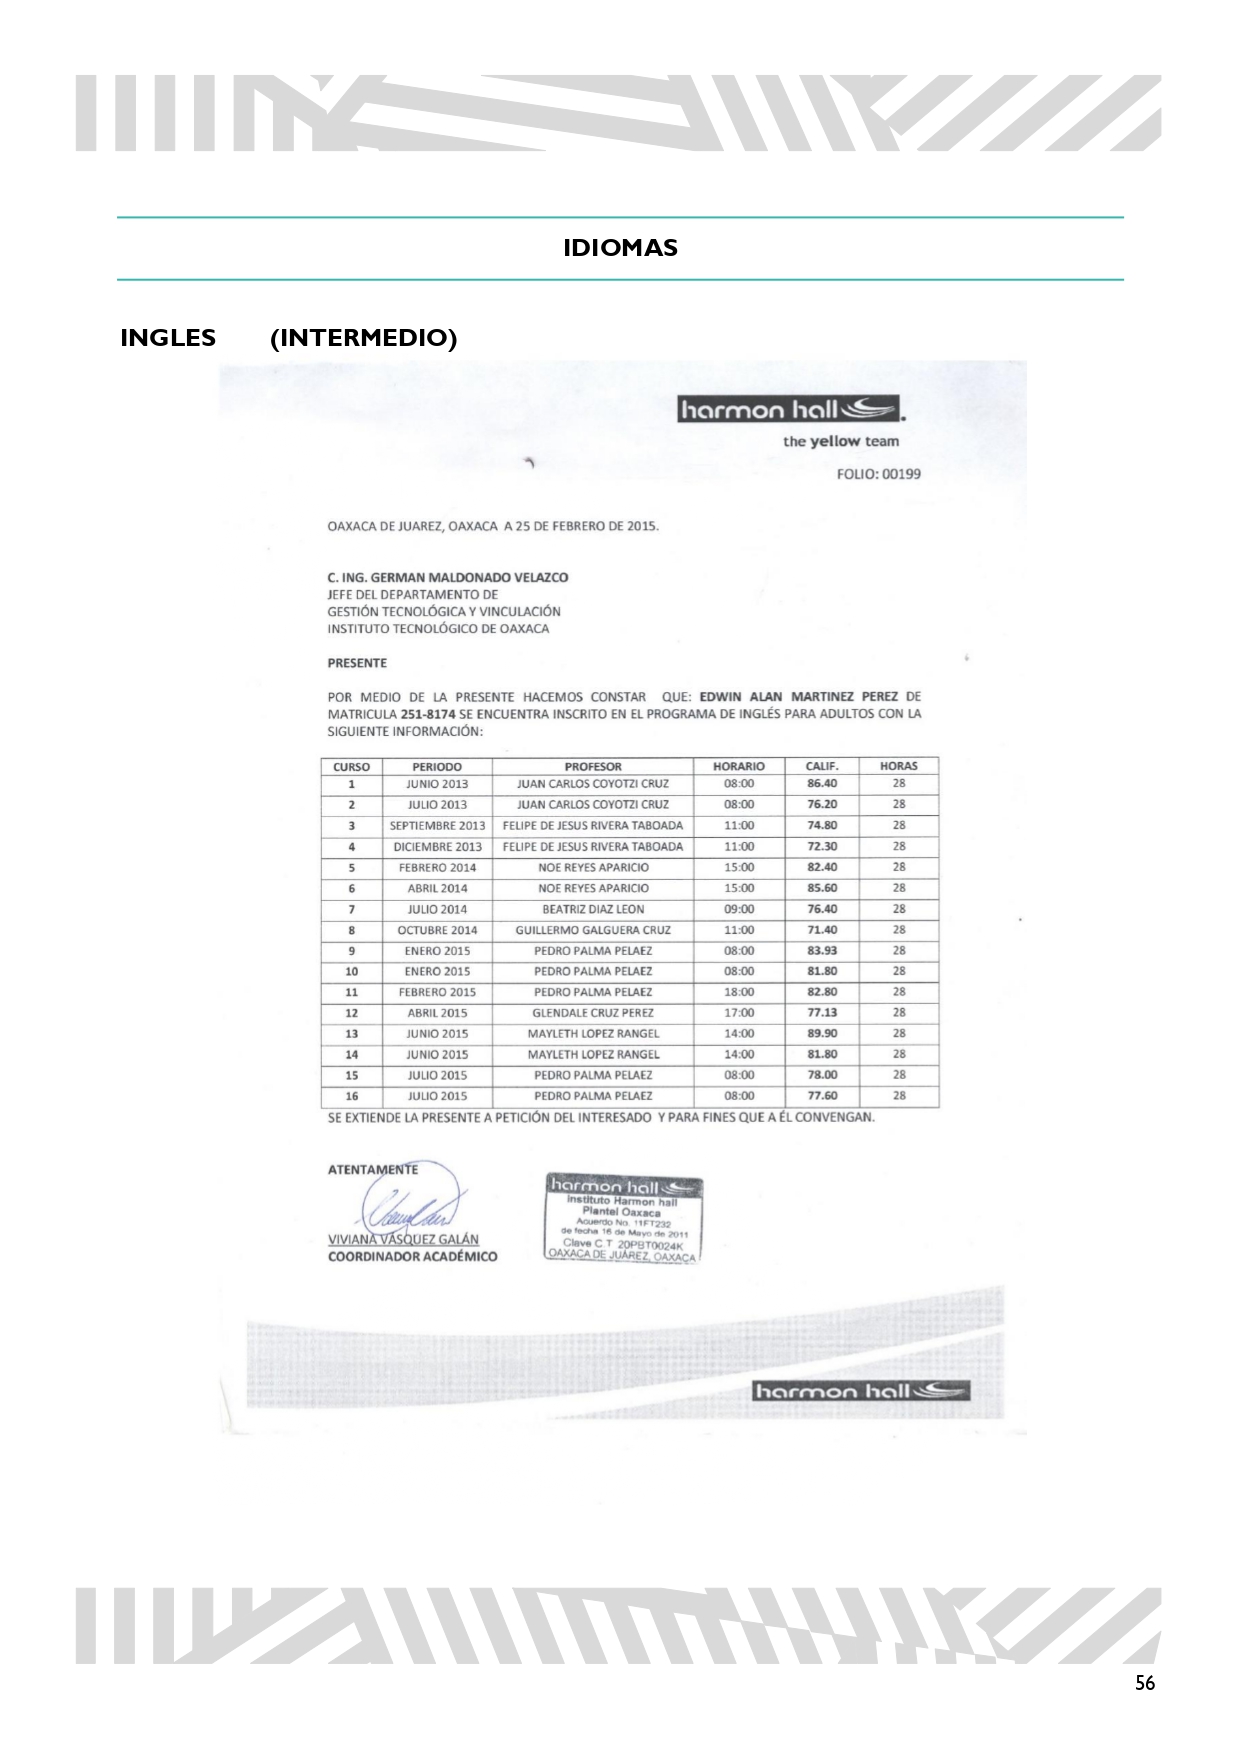 IDIOMAS
INGLES (INTERMEDIO)
harmon hall
the yellow team
FOLIO: 00199
OAXACA DE JUAREZ, OAXACA A 25 DE FEBRERO DE 2015.
C. ING. GERMAN MALDONADO VELAZCO
JEFE DEL DEPARTAMENTO DE
GESTIÓN TECNOLÓGICA Y VINCULACIÓN
INSTITUTO TECNOLÓGICO DE OAXACA
PRESENTE
POR MEDIO DE LA PRESENTE HACEMOS CONSTAR QUE: EDWIN ALAN MARTINEZ PEREZ DE
MATRICULA 251-8174 SE ENCUENTRA INSCRITO EN EL PROGRAMA DE INGLÉS PARA ADULTOS CON LA
SIGUIENTE INFORMACIÓN:
CURSO PERIODO PROFESOR HORARIO CALIF. HORAS
1 JUNIO 2013 JUAN CARLOS COYOTZI CRUZ 08:00 86.40 28
2 JULIO 2013 JUAN CARLOS COYOTZI CRUZ 08:00 76.20 28
3 SEPTIEMBRE 2013 FELIPE DE JESUS RIVERA TABOADA 11:00 74.80 28
4 DICIEMBRE 2013 FELIPE DE JESUS RIVERA TABOADA 11:00 72.30 28
5 FEBRERO 2014 NOE REYES APARICIO 15:00 82.40 28
6 ABRIL 2014 NOE REYES APARICIO 15:00 85.60 28
7 JULIO 2014 BEATRIZ DIAZ LEON 09:00 76.40 28
8 OCTUBRE 2014 GUILLERMO GALGUERA CRUZ 11:00 71.40 28
9 ENERO 2015 PEDRO PALMA PELAEZ 08:00 83.93 28
10 ENERO 2015 PEDRO PALMA PELAEZ 08:00 81.80 28
11 FEBRERO 2015 PEDRO PALMA PELAEZ 18:00 82.80 28
12 ABRIL 2015 GLENDALE CRUZ PEREZ 17:00 77.13 28
13 JUNIO 2015 MAYLETH LOPEZ RANGEL 14:00 89.90 28
14 JUNIO 2015 MAYLETH LOPEZ RANGEL 14:00 81.80 28
15 JULIO 2015 PEDRO PALMA PELAEZ 08:00 78.00 28
16 JULIO 2015 PEDRO PALMA PELAEZ 08:00 77.60 28
SE EXTIENDE LA PRESENTE A PETICIÓN DEL INTERESADO Y PARA FINES QUE A ÉL CONVENGAN.
ATENTAMENTE
VIVIANA VÁSQUEZ GALÁN
COORDINADOR ACADÉMICO
harmon hall
Instituto Harmon hall
Plantel Oaxaca
Acuerdo No. 11FT232
de fecha 16 de Mayo de 2011
Clave C.T 20PBT0024K
OAXACA DE JUÁREZ, OAXACA
harmon hall
56